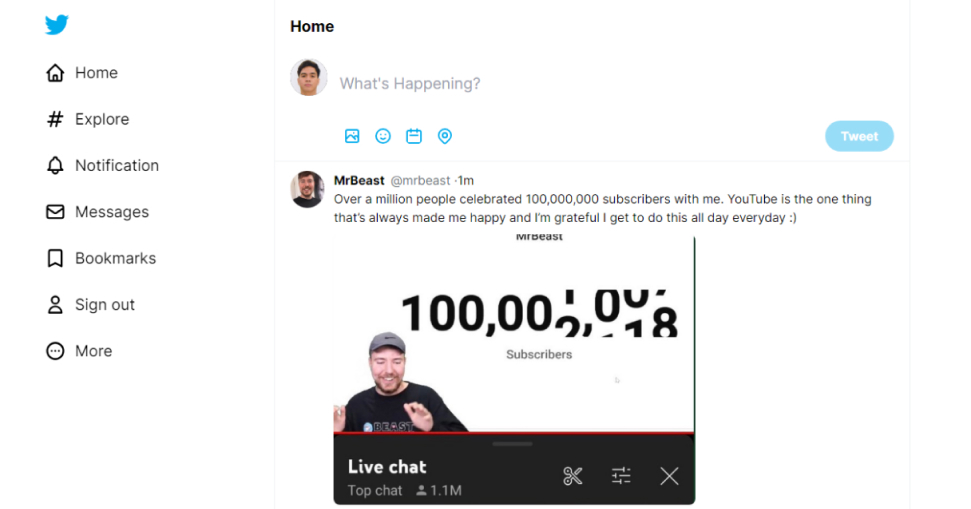 Home
Explore
Notification
Messages
Bookmarks
Sign out
More
Home
What's Happening?
Tweet
MrBeast @mrbeast ·1m
Over a million people celebrated 100,000,000 subscribers with me. YouTube is the one thing
that's always made me happy and I'm grateful I get to do this all day everyday :)
MrBeast
100,00
Subscribers
BEAST
Live chat
Top chat 1.1M